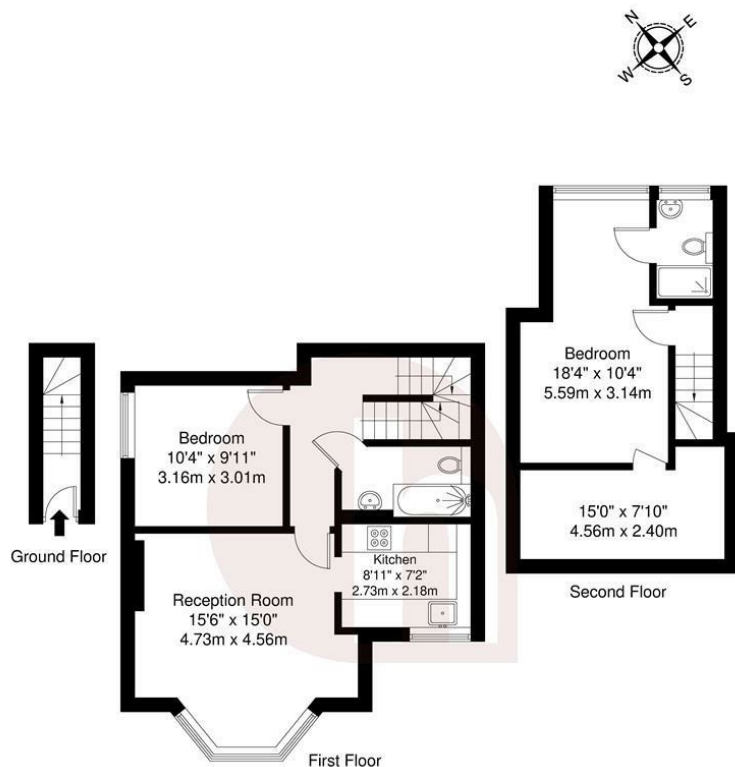 N
E
W
S
Bedroom
18'4" x 10'4"
5.59m x 3.14m
Bedroom
10'4" x 9'11"
3.16m x 3.01m
15'0" x 7'10"
4.56m x 2.40m
Ground Floor
Kitchen
8'11" x 7'2"
2.73m x 2.18m
Second Floor
Reception Room
15'6" x 15'0"
4.73m x 4.56m
First Floor